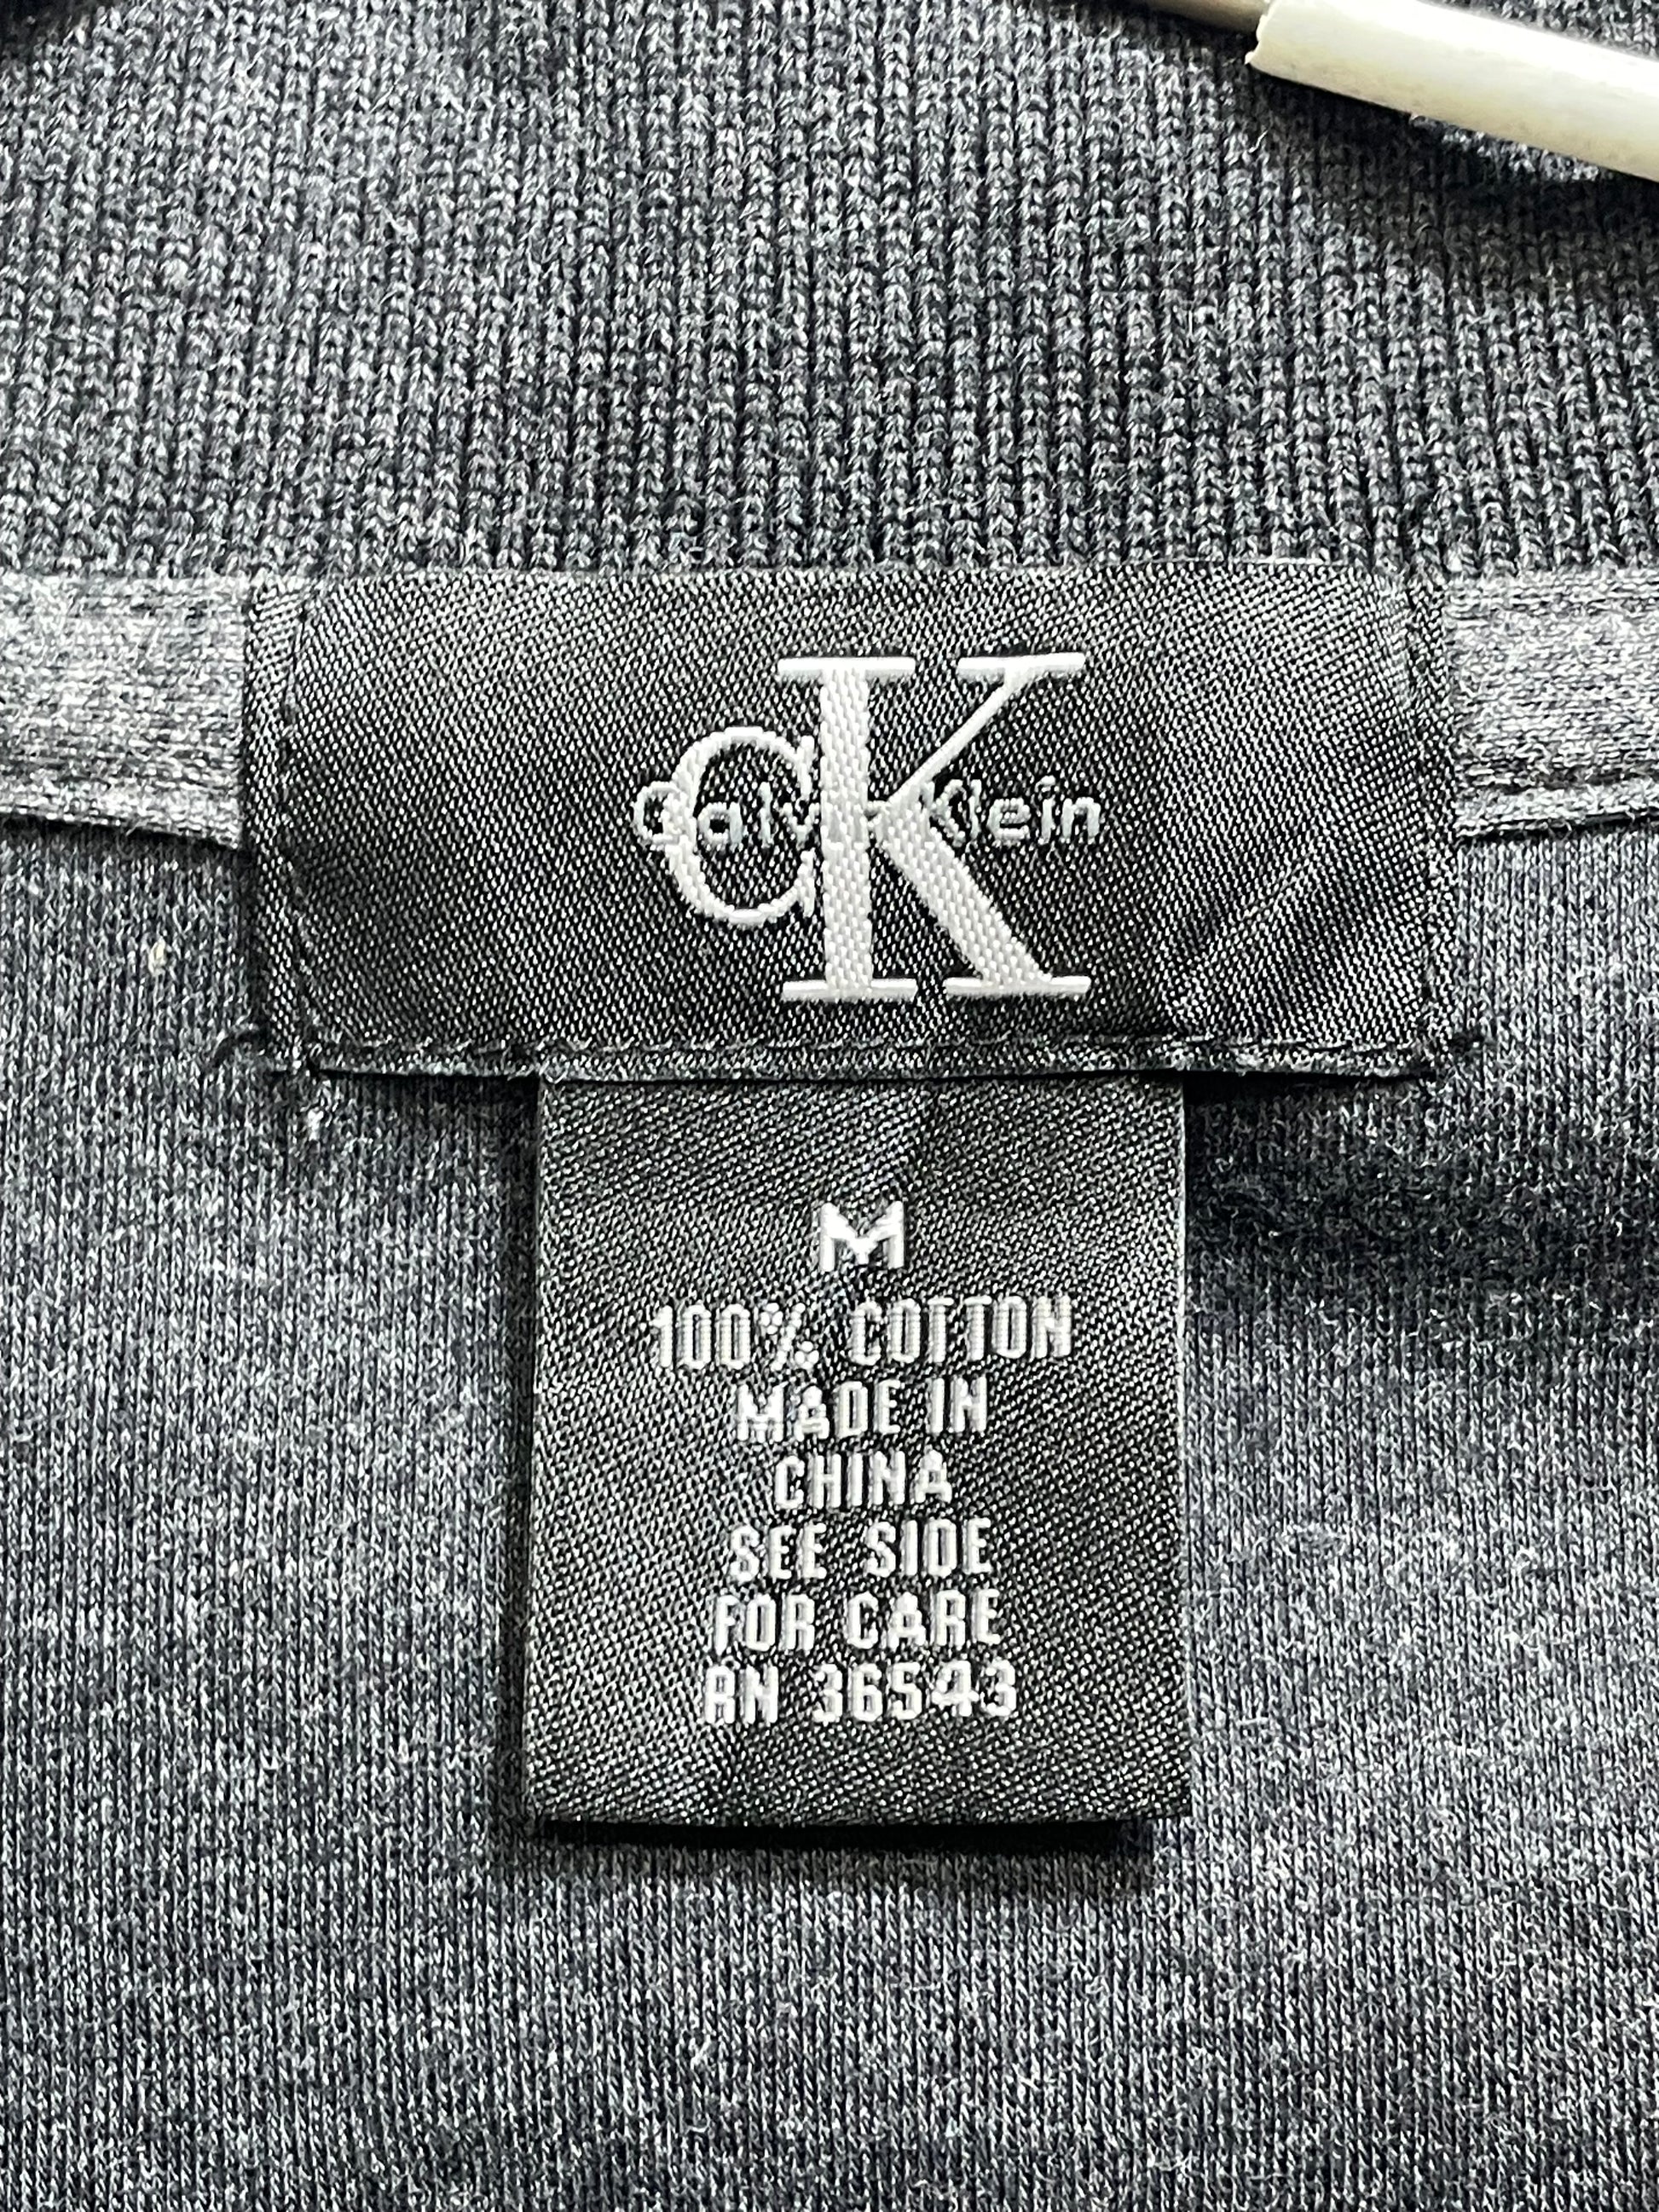 cK
Calvin Klein
M
100% COTTON
MADE IN
CHINA
SEE SIDE
FOR CARE
RN 36543